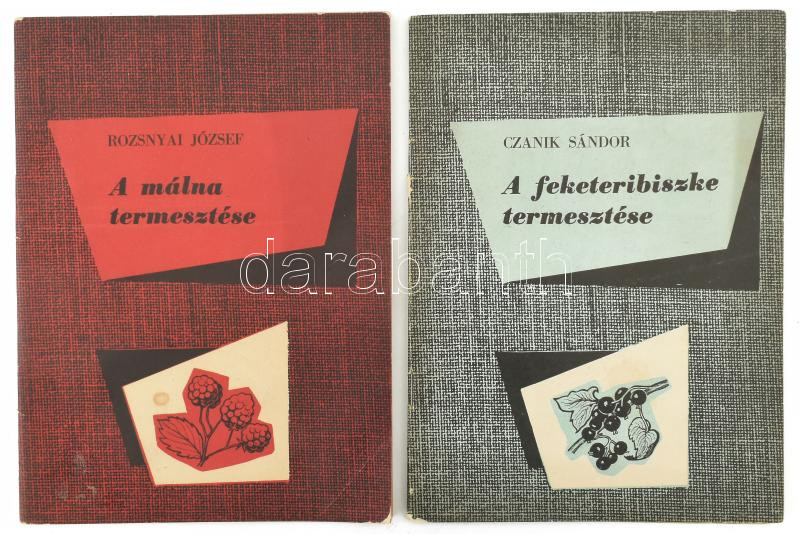 ROZSNYAI JÓZSEF
A málna
termesztése
CZANIK SÁNDOR
A feketeribiszke
termesztése
darabanth